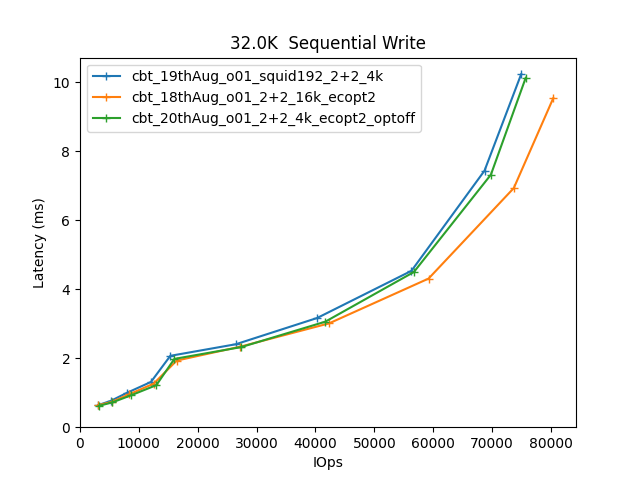 32.0K  Sequential Write
cbt_19thAug_o01_squid192_2+2_4k
cbt_18thAug_o01_2+2_16k_ecopt2
cbt_20thAug_o01_2+2_4k_ecopt2_optoff
10
8
6
4
2
0
Latency (ms)
0 10000 20000 30000 40000 50000 60000 70000 80000
IOps